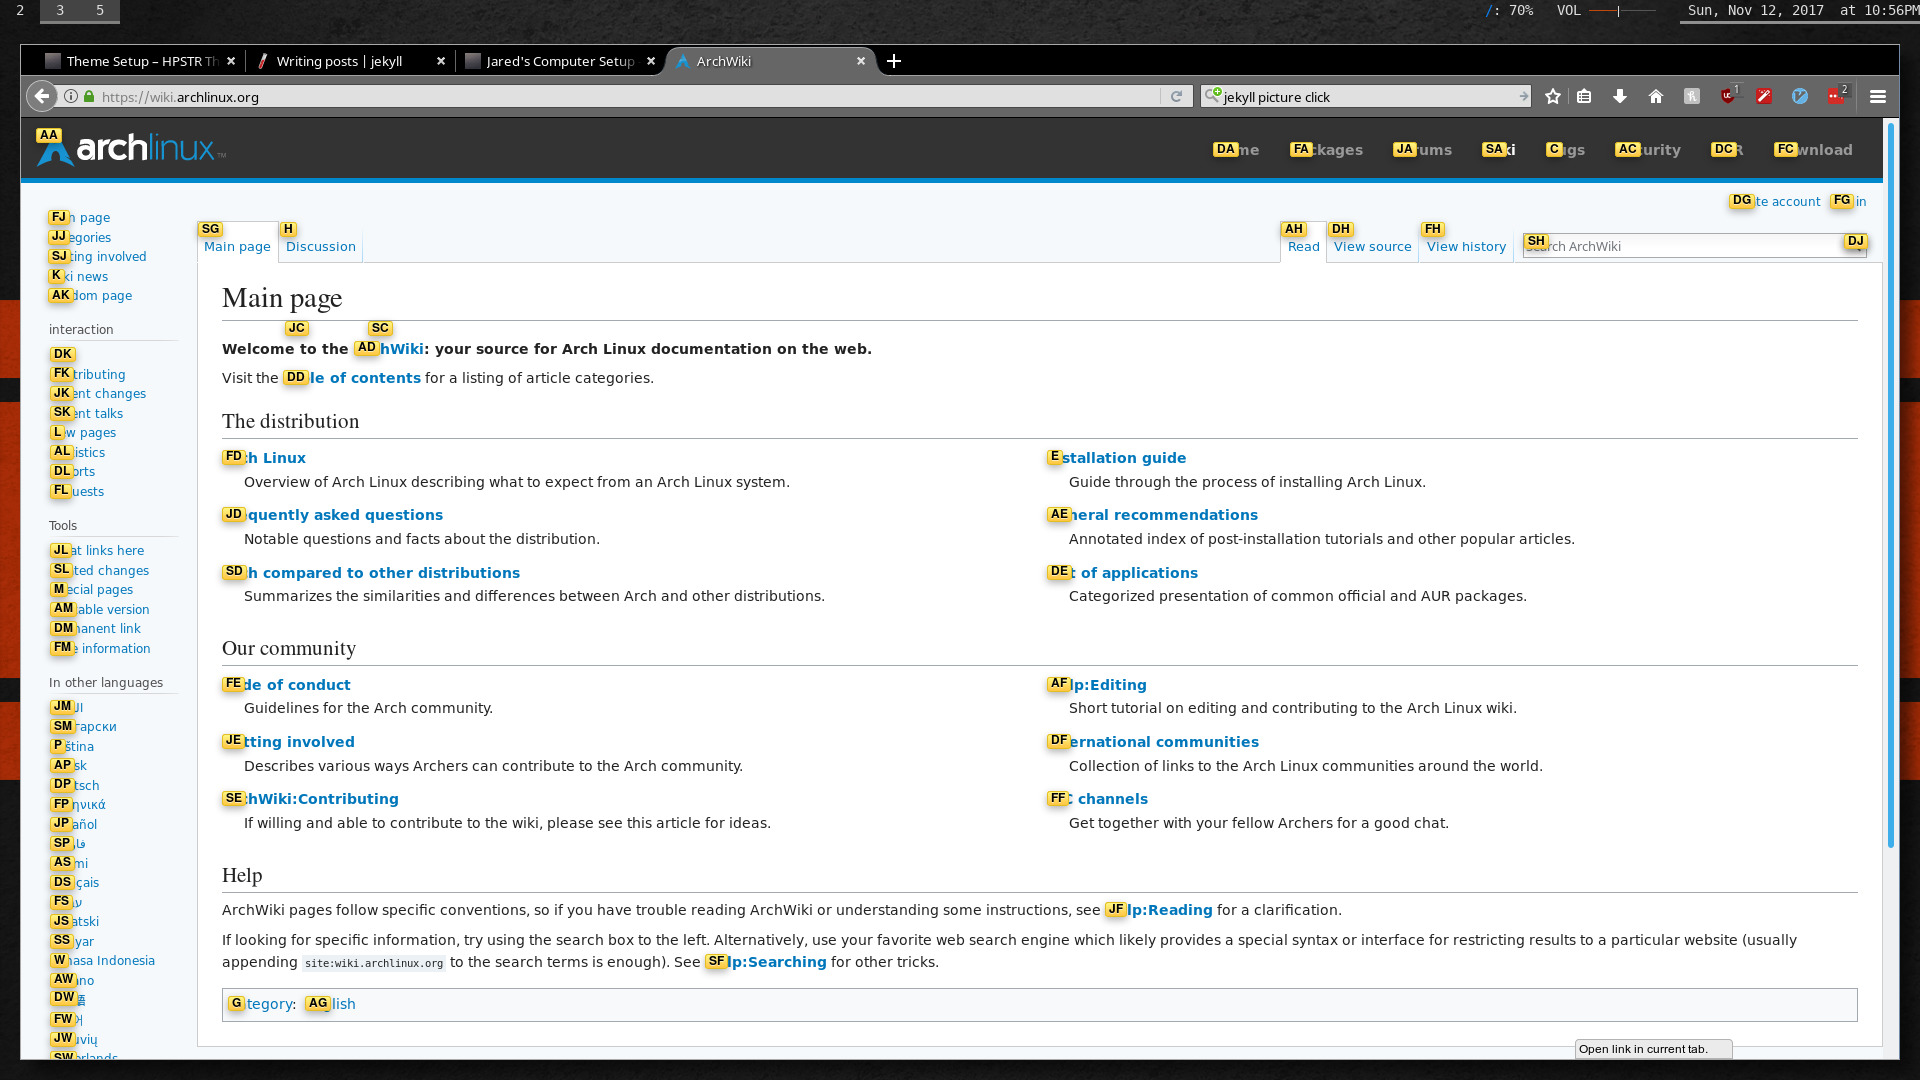 2 3 5 /: 70% VOL Sun, Nov 12, 2017 at 10:56PM
Theme Setup – HPSTR Th Writing posts | jekyll Jared's Computer Setup ArchWiki
https://wiki.archlinux.org jekyll picture click 1 2
AA
archlinux™ DA me FA ckages JA rums SA ki C gs AC urity DC R FC wnload
DG te account FG in
FJ n page
JJ egories
SJ ting involved
K ki news
AK dom page
interaction
DK
FK tributing
JK ent changes
SK ent talks
L w pages
AL istics
DL orts
FL uests
Tools
JL at links here
SL ted changes
M ecial pages
AM table version
DM manent link
FM e information
In other languages
JM ال
SM гарски
P ština
AP sk
DP tsch
FP ηνικά
JP añol
SP فا
AS mi
DS çais
FS
JS atski
SS yar
W hasa Indonesia
AW ano
DW
FW 어
JW uvių
SW erlands
SG H AH DH FH
Main page Discussion Read View source View history SH earch ArchWiki DJ
Main page
JC SC
Welcome to the AD hWiki: your source for Arch Linux documentation on the web.
Visit the DD le of contents for a listing of article categories.
The distribution
FD ch Linux
Overview of Arch Linux describing what to expect from an Arch Linux system.
JD equently asked questions
Notable questions and facts about the distribution.
SD h compared to other distributions
Summarizes the similarities and differences between Arch and other distributions.
E stallation guide
Guide through the process of installing Arch Linux.
AE neral recommendations
Annotated index of post-installation tutorials and other popular articles.
DE t of applications
Categorized presentation of common official and AUR packages.
Our community
FE de of conduct
Guidelines for the Arch community.
JE tting involved
Describes various ways Archers can contribute to the Arch community.
SE chWiki:Contributing
If willing and able to contribute to the wiki, please see this article for ideas.
AF lp:Editing
Short tutorial on editing and contributing to the Arch Linux wiki.
DF ernational communities
Collection of links to the Arch Linux communities around the world.
FF C channels
Get together with your fellow Archers for a good chat.
Help
ArchWiki pages follow specific conventions, so if you have trouble reading ArchWiki or understanding some instructions, see JF lp:Reading for a clarification.
If looking for specific information, try using the search box to the left. Alternatively, use your favorite web search engine which likely provides a special syntax or interface for restricting results to a particular website (usually
appending site:wiki.archlinux.org to the search terms is enough). See SF lp:Searching for other tricks.
G tegory: AG lish
Open link in current tab.